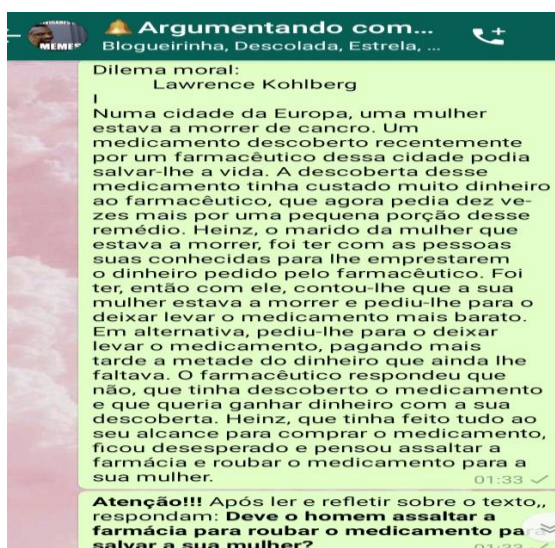 MEMES
🔔 Argumentando com...
Blogueirinha, Descolada, Estrela, ...
Dilema moral:
Lawrence Kohlberg
I
Numa cidade da Europa, uma mulher
estava a morrer de cancro. Um
medicamento descoberto recentemente
por um farmacêutico dessa cidade podia
salvar-lhe a vida. A descoberta desse
medicamento tinha custado muito dinheiro
ao farmacêutico, que agora pedia dez ve-
zes mais por uma pequena porção desse
remédio. Heinz, o marido da mulher que
estava a morrer, foi ter com as pessoas
suas conhecidas para lhe emprestarem
o dinheiro pedido pelo farmacêutico. Foi
ter, então com ele, contou-lhe que a sua
mulher estava a morrer e pediu-lhe para o
deixar levar o medicamento mais barato.
Em alternativa, pediu-lhe para o deixar
levar o medicamento, pagando mais
tarde a metade do dinheiro que ainda lhe
faltava. O farmacêutico respondeu que
não, que tinha descoberto o medicamento
e que queria ganhar dinheiro com a sua
descoberta. Heinz, que tinha feito tudo ao
seu alcance para comprar o medicamento,
ficou desesperado e pensou assaltar a
farmácia e roubar o medicamento para a
sua mulher.
01:33
Atenção!!! Após ler e refletir sobre o texto,,
respondam: Deve o homem assaltar a
farmácia para roubar o medicamento para
salvar a sua mulher?
01:33